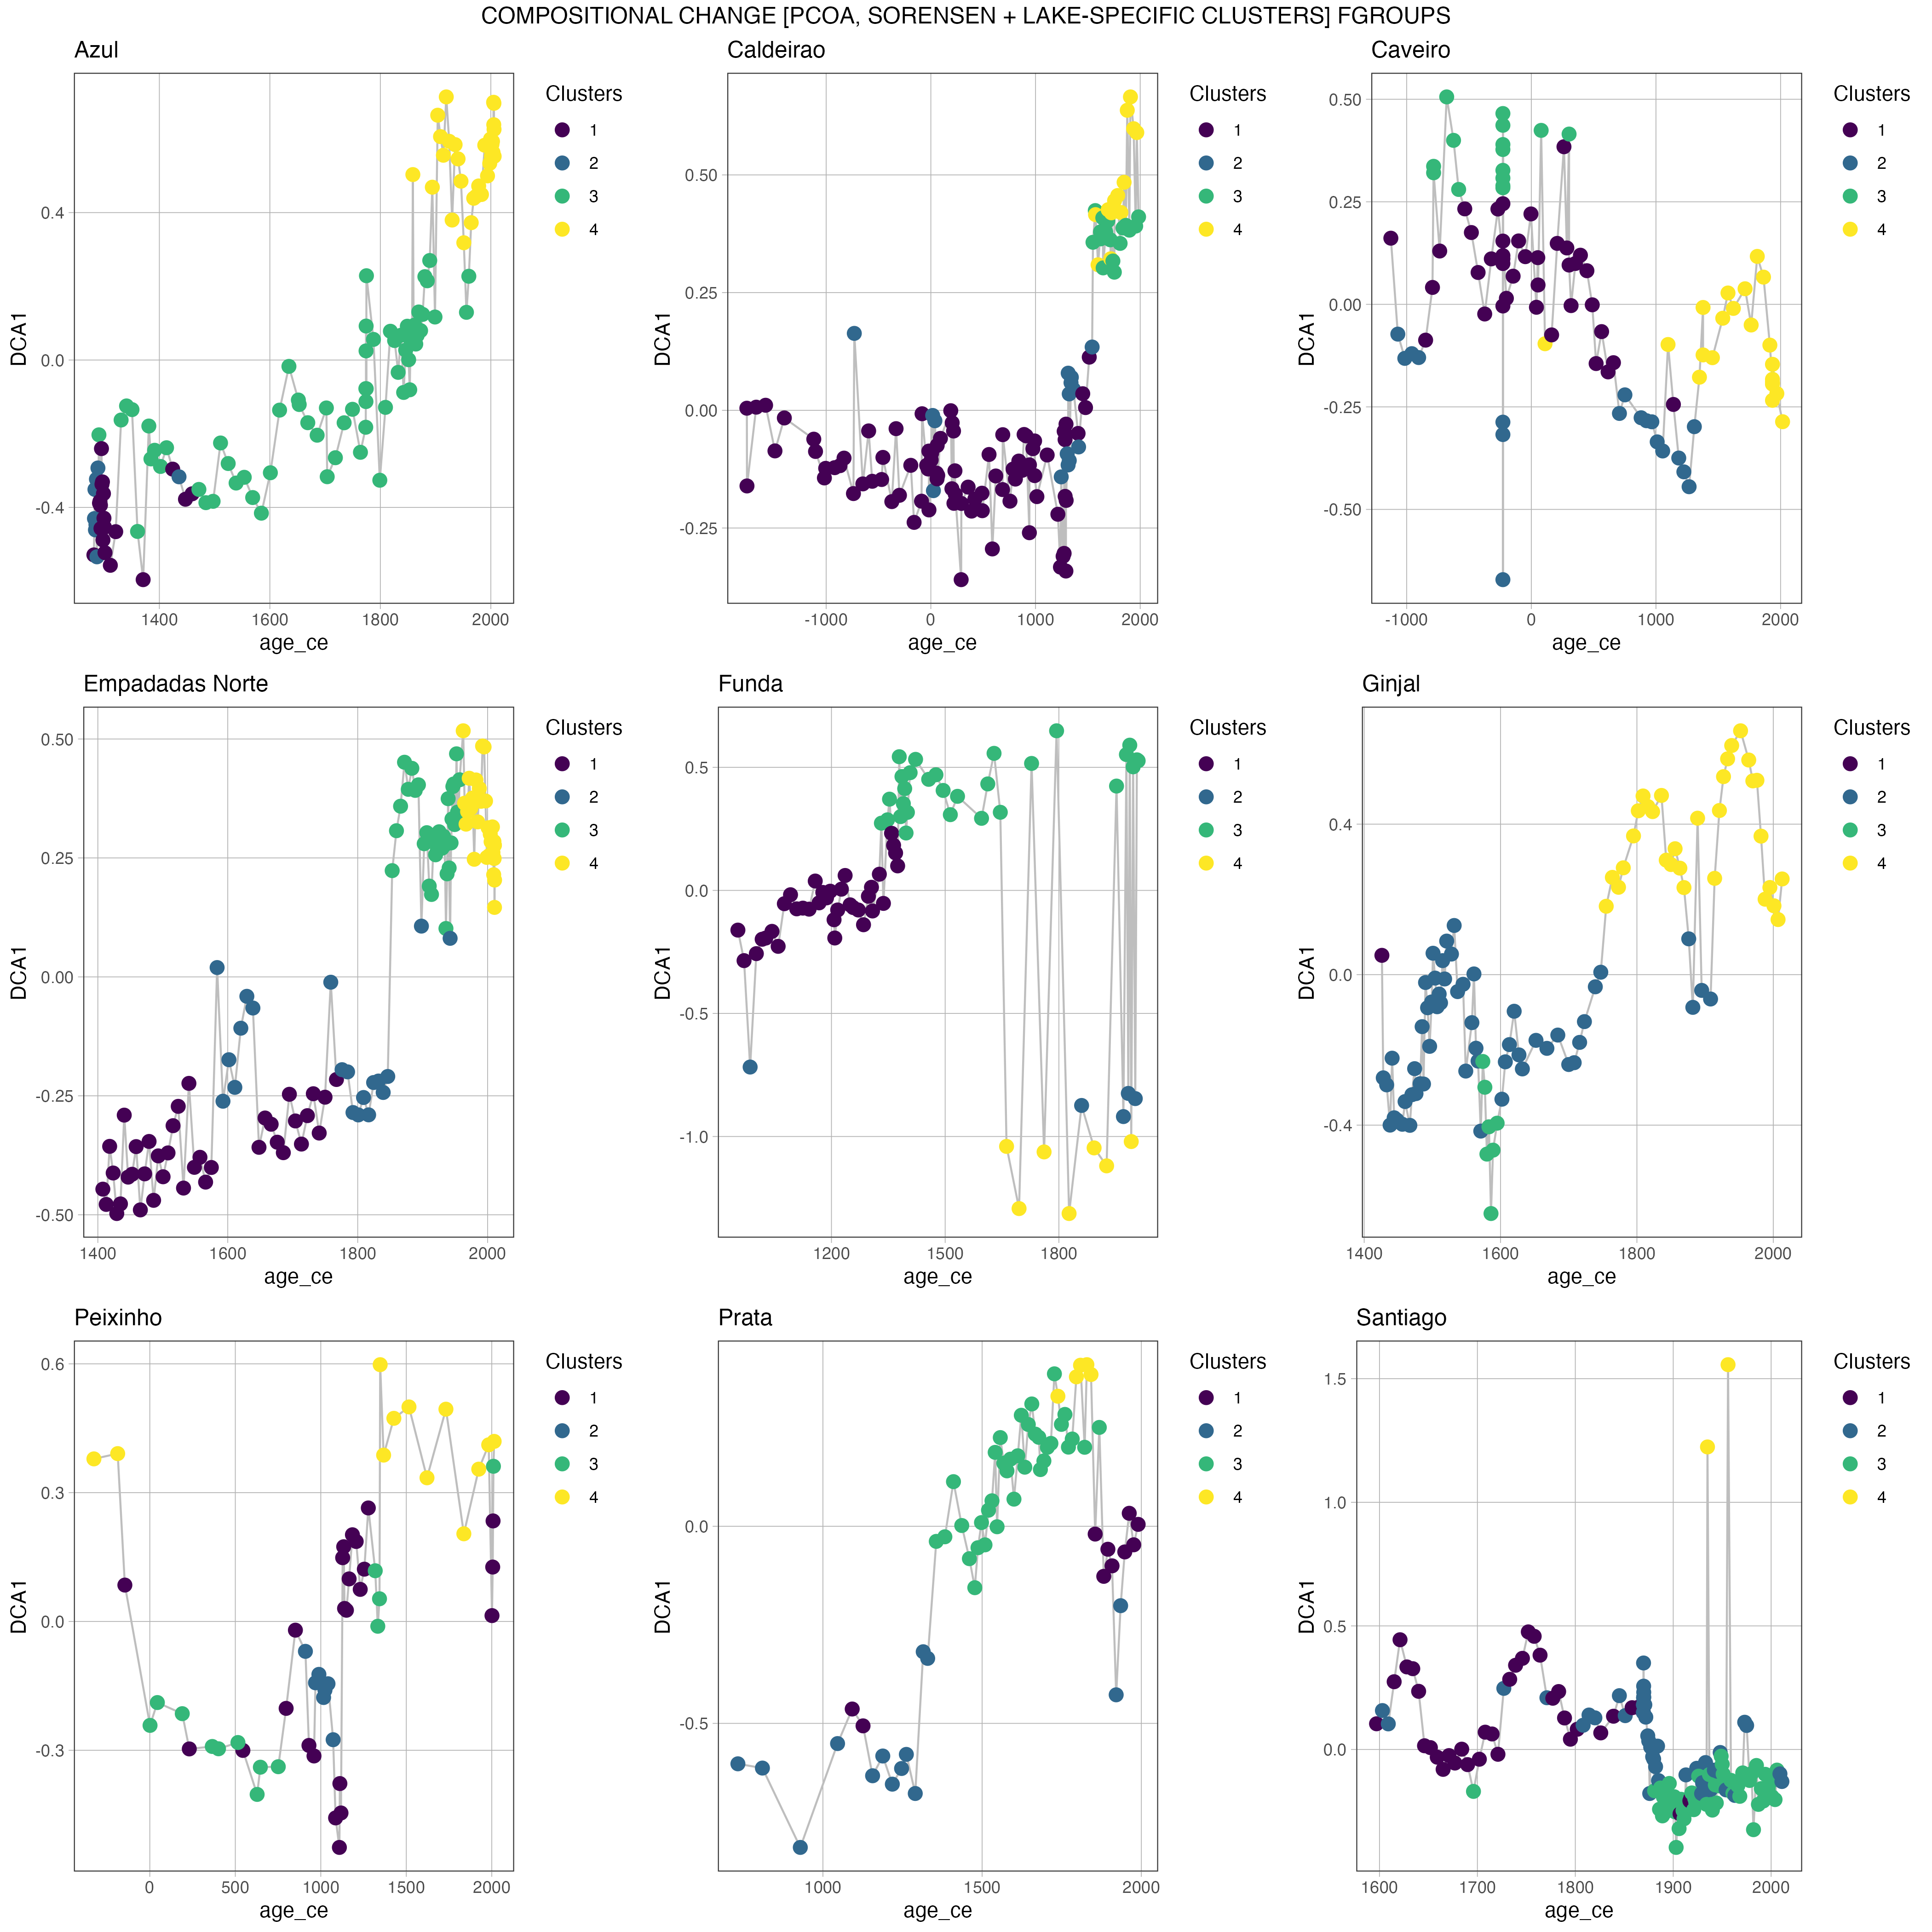 COMPOSITIONAL CHANGE [PCOA, SORENSEN + LAKE-SPECIFIC CLUSTERS] FGROUPS
Azul
DCA1
0.4
0.0
-0.4
1400 1600 1800 2000
age_ce
Clusters
1
2
3
4
Caldeirao
DCA1
0.50
0.25
0.00
-0.25
-1000 0 1000 2000
age_ce
Clusters
1
2
3
4
Caveiro
DCA1
0.50
0.25
0.00
-0.25
-0.50
-1000 0 1000 2000
age_ce
Clusters
1
2
3
4
Empadadas Norte
DCA1
0.50
0.25
0.00
-0.25
-0.50
1400 1600 1800 2000
age_ce
Clusters
1
2
3
4
Funda
DCA1
0.5
0.0
-0.5
-1.0
1200 1500 1800
age_ce
Clusters
1
2
3
4
Ginjal
DCA1
0.4
0.0
-0.4
1400 1600 1800 2000
age_ce
Clusters
1
2
3
4
Peixinho
DCA1
0.6
0.3
0.0
-0.3
0 500 1000 1500 2000
age_ce
Clusters
1
2
3
4
Prata
DCA1
0.0
-0.5
1000 1500 2000
age_ce
Clusters
1
2
3
4
Santiago
DCA1
1.5
1.0
0.5
0.0
1600 1700 1800 1900 2000
age_ce
Clusters
1
2
3
4